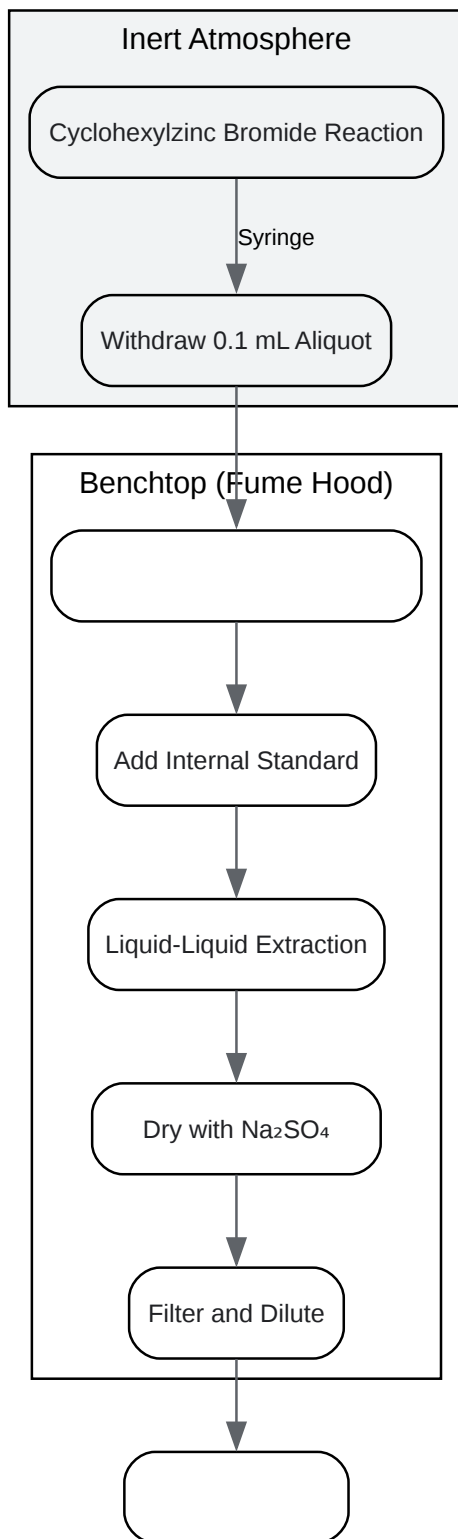 Inert Atmosphere
Cyclohexylzinc Bromide Reaction
Syringe
Withdraw 0.1 mL Aliquot
Benchtop (Fume Hood)
Add Internal Standard
Liquid-Liquid Extraction
Dry with Na₂SO₄
Filter and Dilute